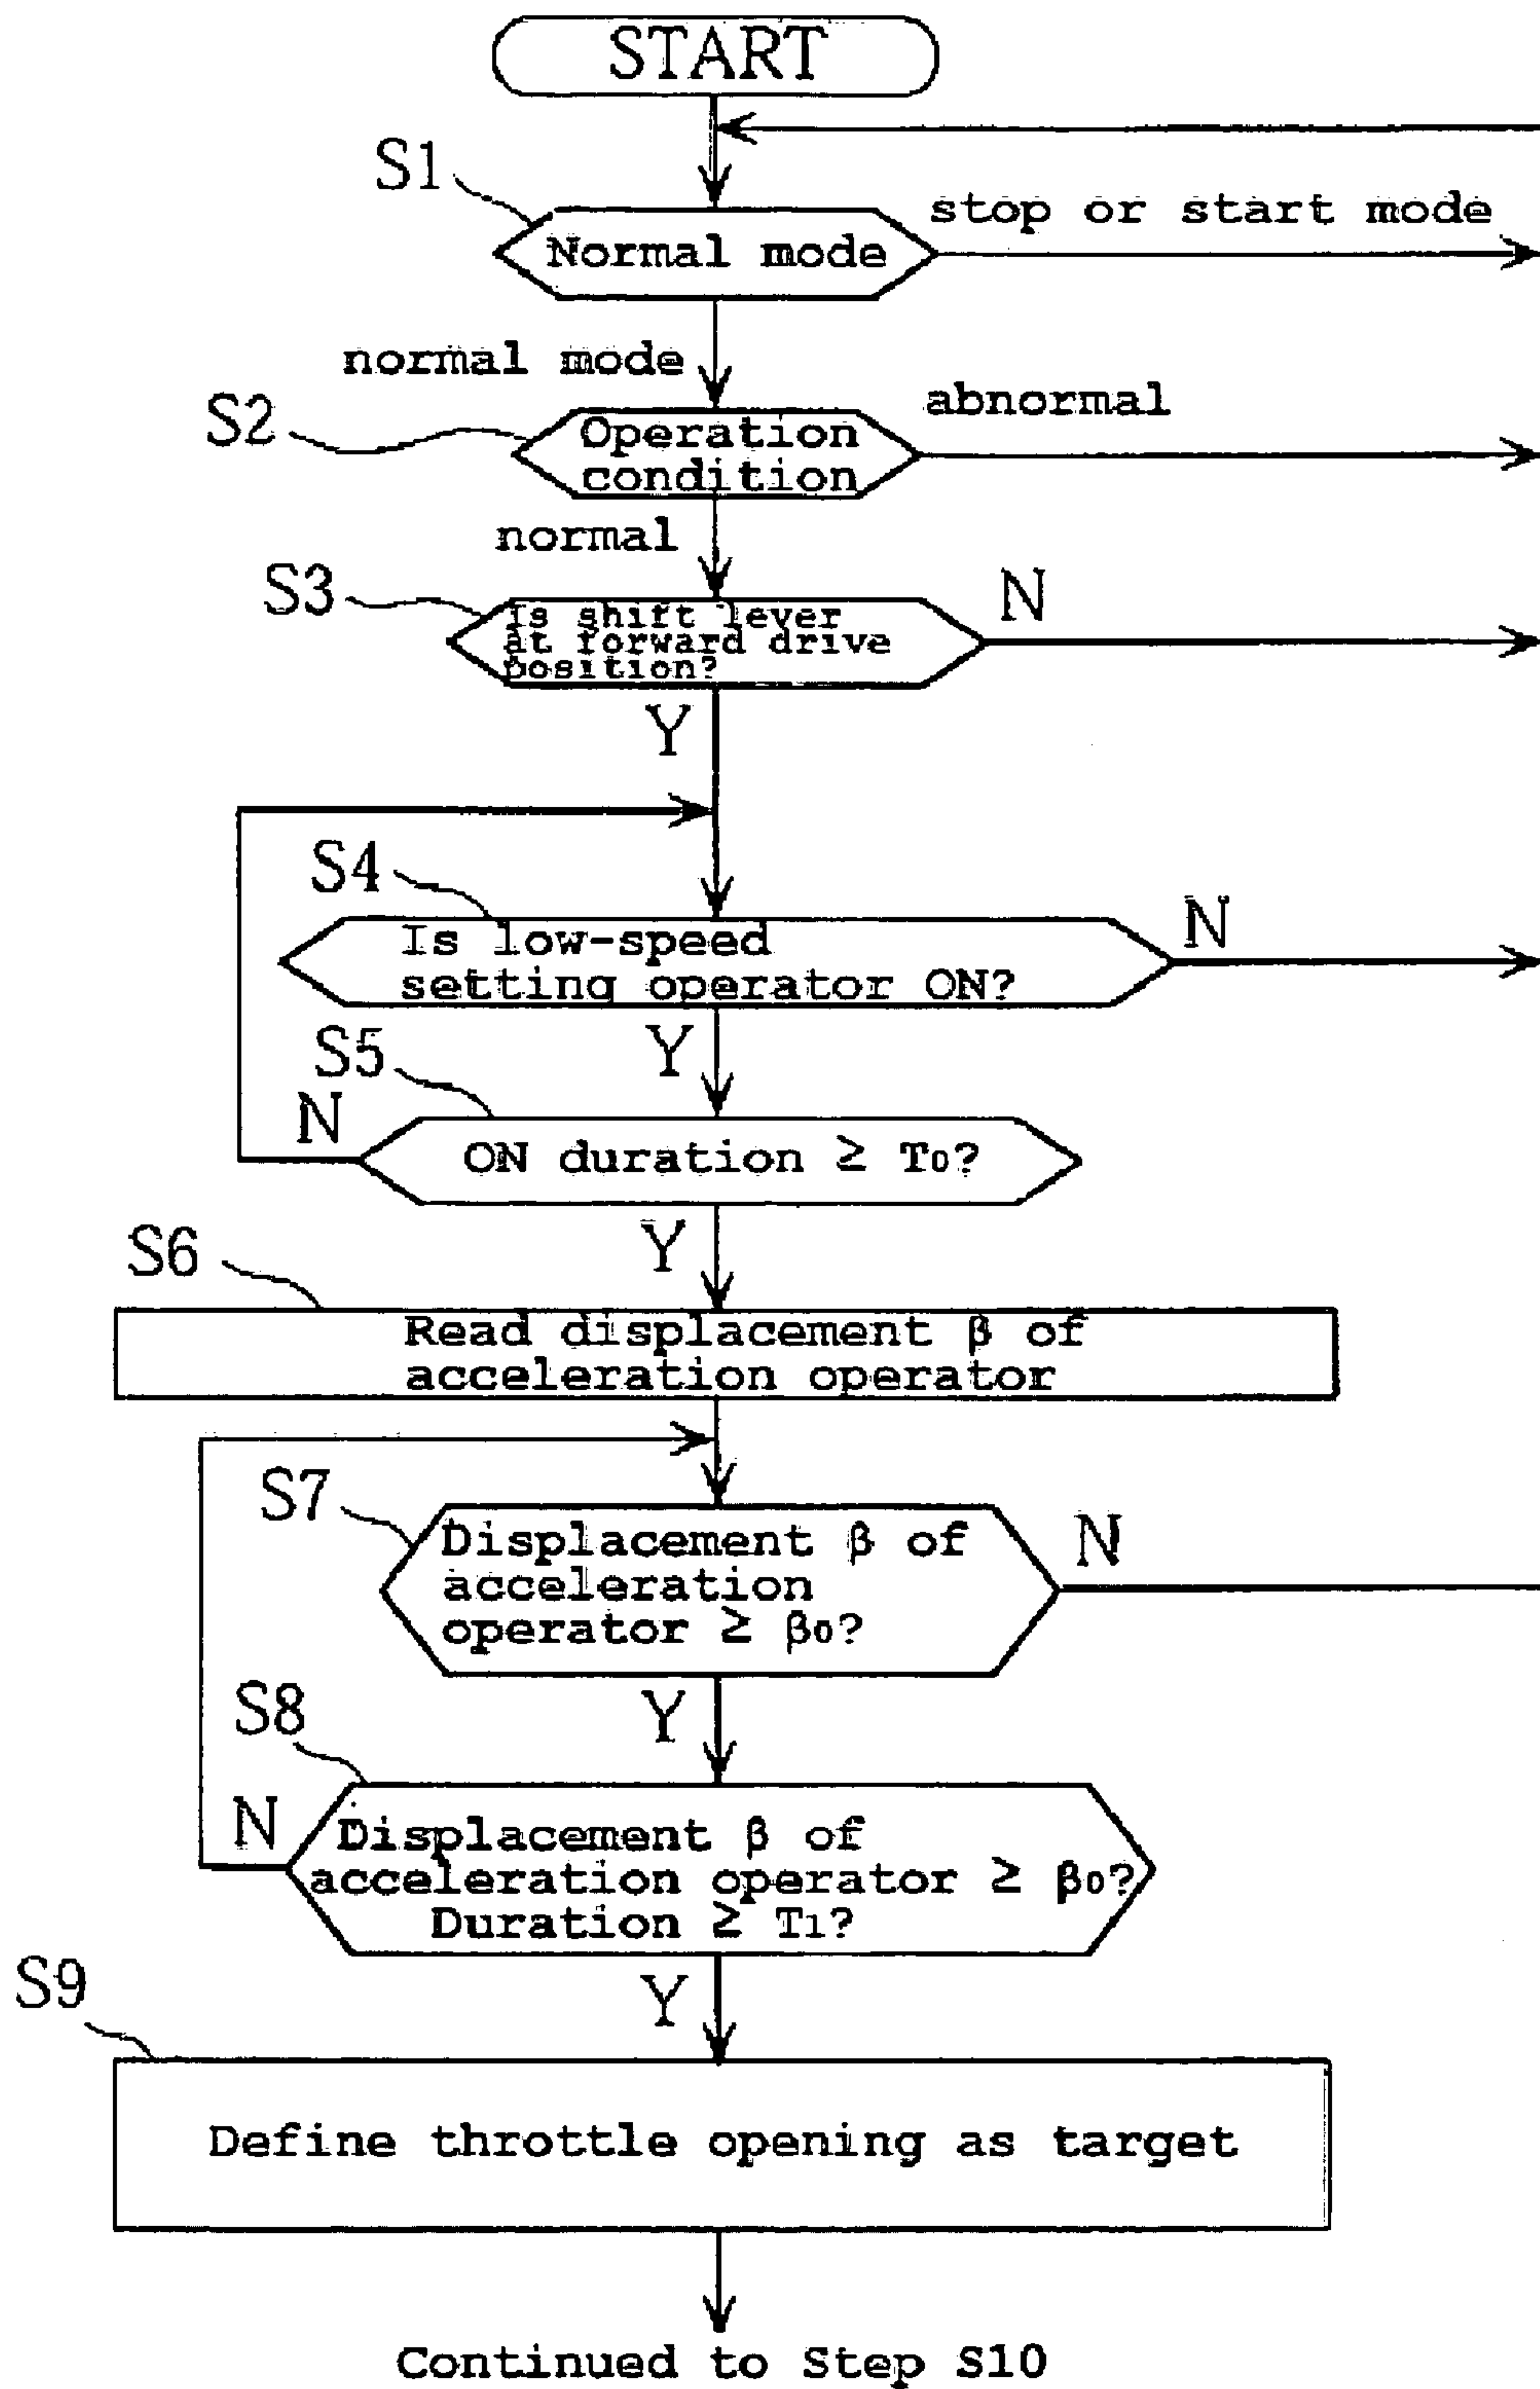 START
S1
stop or start mode
Normal mode
normal mode
abnormal
S2
Operation
condition
normal
S3
N
Is shift lever
at forward drive
position?
Y
S4
N
Is low-speed
setting operator ON?
Y
S5
N
ON duration ≥ T0?
Y
S6
Read displacement β of
acceleration operator
S7
N
Displacement β of
acceleration
operator ≥ β0?
Y
S8
N
Displacement β of
acceleration operator ≥ β0?
Duration ≥ T1?
Y
S9
Define throttle opening as target
Continued to Step S10